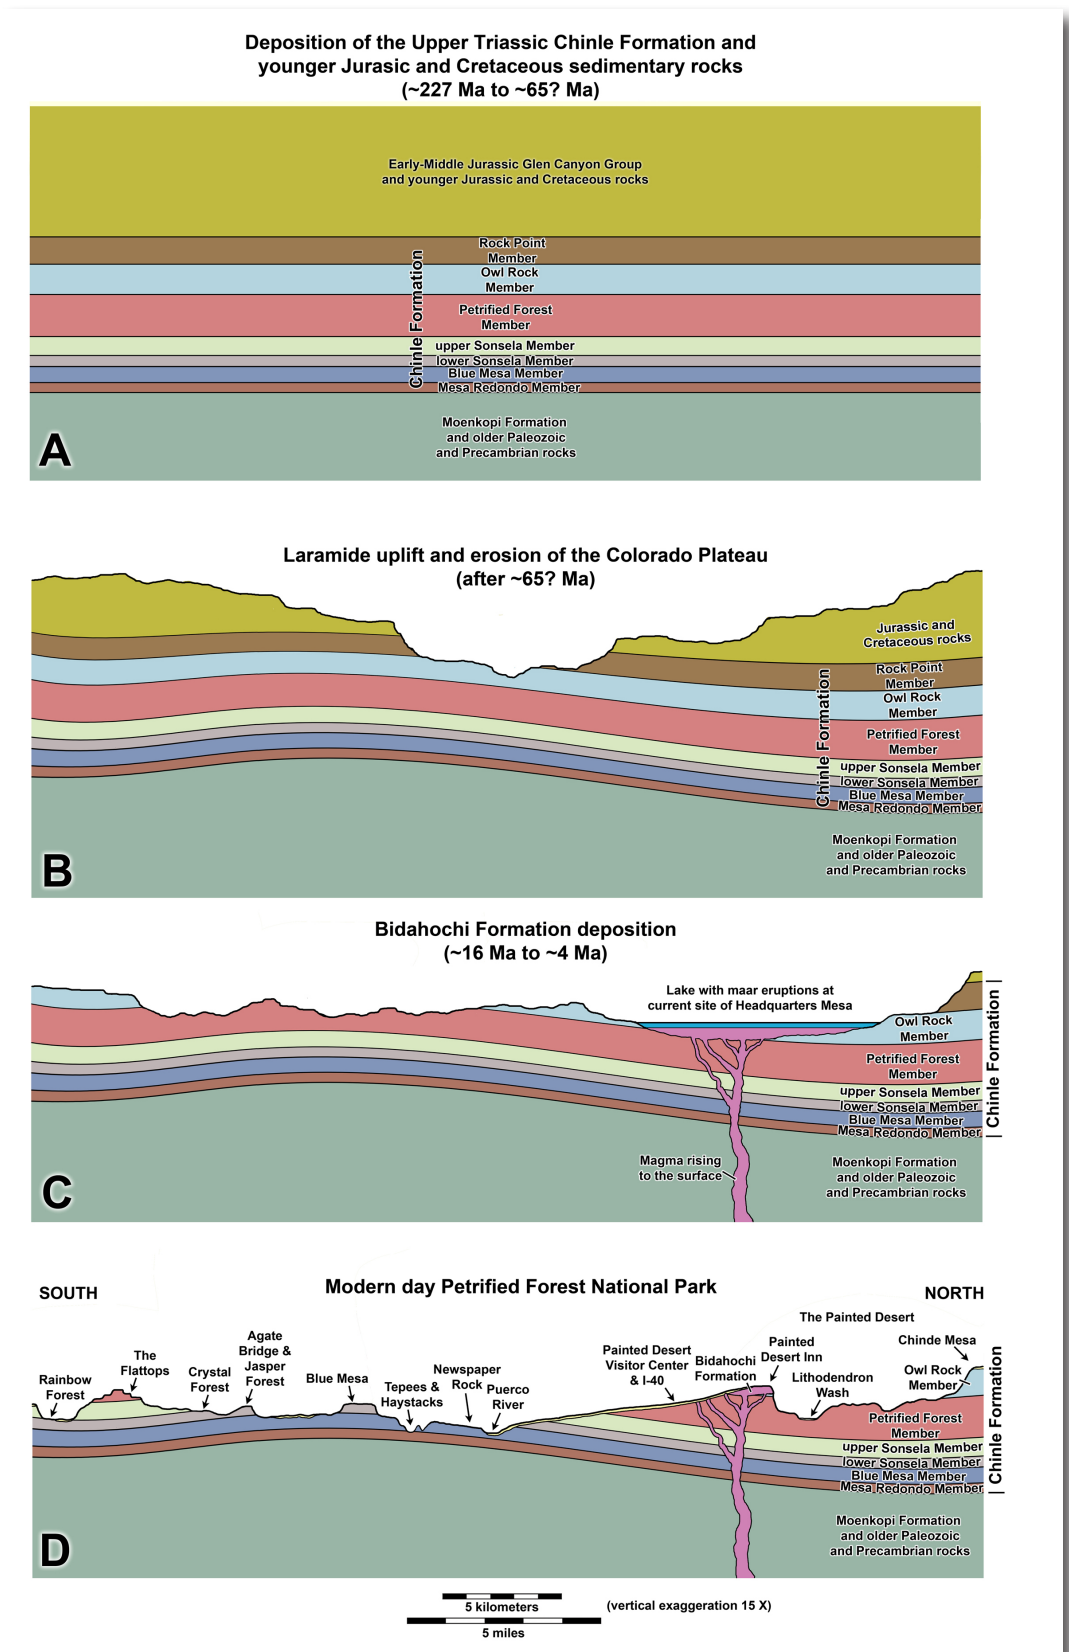 Deposition of the Upper Triassic Chinle Formation and
younger Jurasic and Cretaceous sedimentary rocks
(~227 Ma to ~65? Ma)
Early-Middle Jurassic Glen Canyon Group
and younger Jurassic and Cretaceous rocks
Rock Point
Member
Owl Rock
Member
Petrified Forest
Member
upper Sonsela Member
lower Sonsela Member
Blue Mesa Member
Mesa Redondo Member
Chinle Formation
Moenkopi Formation
and older Paleozoic
and Precambrian rocks
A
Laramide uplift and erosion of the Colorado Plateau
(after ~65? Ma)
Jurassic and
Cretaceous rocks
Rock Point
Member
Owl Rock
Member
Petrified Forest
Member
upper Sonsela Member
lower Sonsela Member
Blue Mesa Member
Mesa Redondo Member
Chinle Formation
Moenkopi Formation
and older Paleozoic
and Precambrian rocks
B
Bidahochi Formation deposition
(~16 Ma to ~4 Ma)
Lake with maar eruptions at
current site of Headquarters Mesa
Owl Rock
Member
Petrified Forest
Member
upper Sonsela Member
lower Sonsela Member
Blue Mesa Member
Mesa Redondo Member
Chinle Formation
Magma rising
to the surface
Moenkopi Formation
and older Paleozoic
and Precambrian rocks
C
SOUTH
Modern day Petrified Forest National Park
NORTH
The Painted Desert
Rainbow
Forest
The
Flattops
Crystal
Forest
Agate
Bridge &
Jasper
Forest
Blue Mesa
Tepees &
Haystacks
Newspaper
Rock
Puerco
River
Painted Desert
Visitor Center
& I-40
Bidahochi
Formation
Painted
Desert Inn
Lithodendron
Wash
Chinde Mesa
Owl Rock
Member
Petrified Forest
Member
upper Sonsela Member
lower Sonsela Member
Blue Mesa Member
Mesa Redondo Member
Chinle Formation
Moenkopi Formation
and older Paleozoic
and Precambrian rocks
D
5 kilometers
(vertical exaggeration 15 X)
5 miles